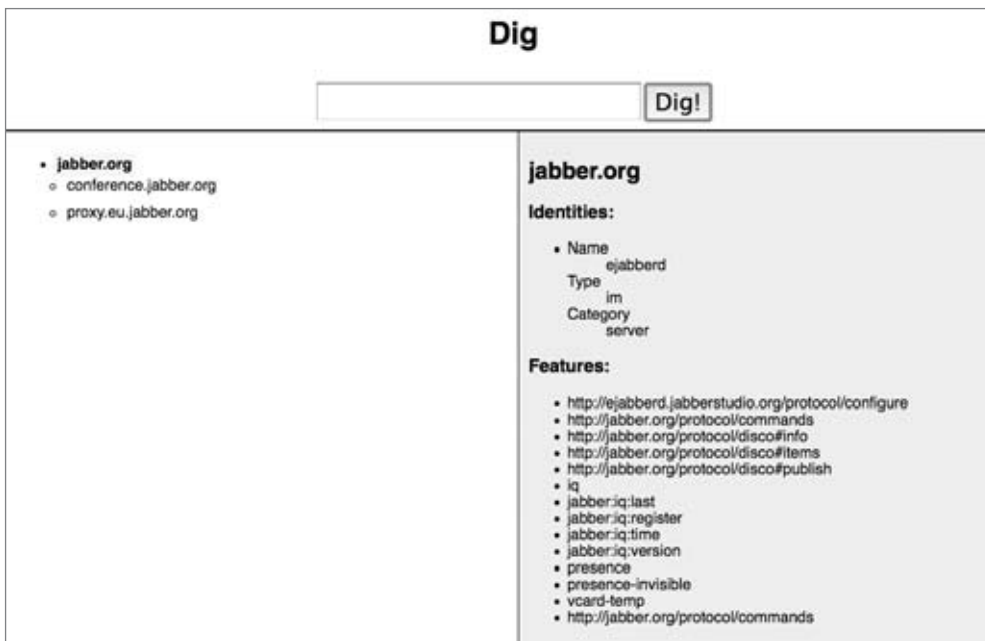 Dig
Dig!
jabber.org
conference.jabber.org
proxy.eu.jabber.org
jabber.org
Identities:
Name
ejabberd
Type
im
Category
server
Features:
http://ejabberd.jabberstudio.org/protocol/configure
http://jabber.org/protocol/commands
http://jabber.org/protocol/disco#info
http://jabber.org/protocol/disco#items
http://jabber.org/protocol/disco#publish
iq
jabber:iq:last
jabber:iq:register
jabber:iq:time
jabber:iq:version
presence
presence-invisible
vcard-temp
http://jabber.org/protocol/commands